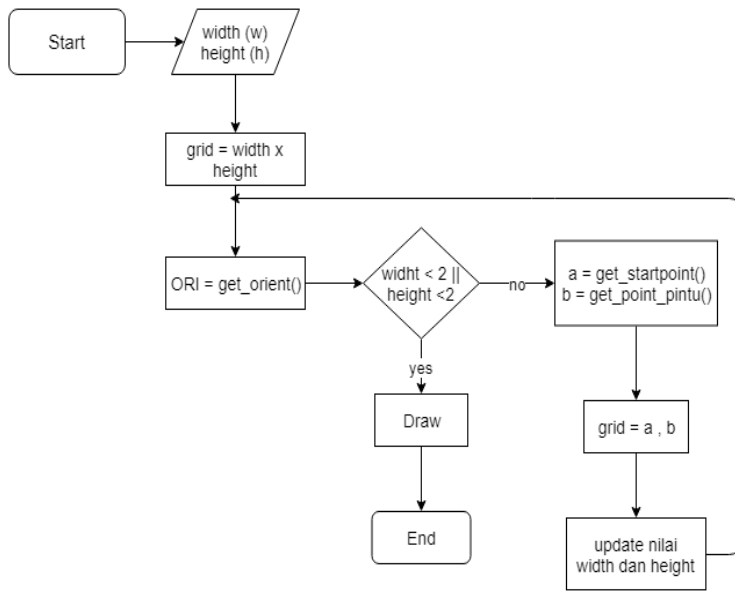 Start
width (w)
height (h)
grid = width x
height
ORI = get_orient()
widht < 2 ||
height <2
no
a = get_startpoint()
b = get_point_pintu()
yes
Draw
grid = a , b
End
update nilai
width dan height